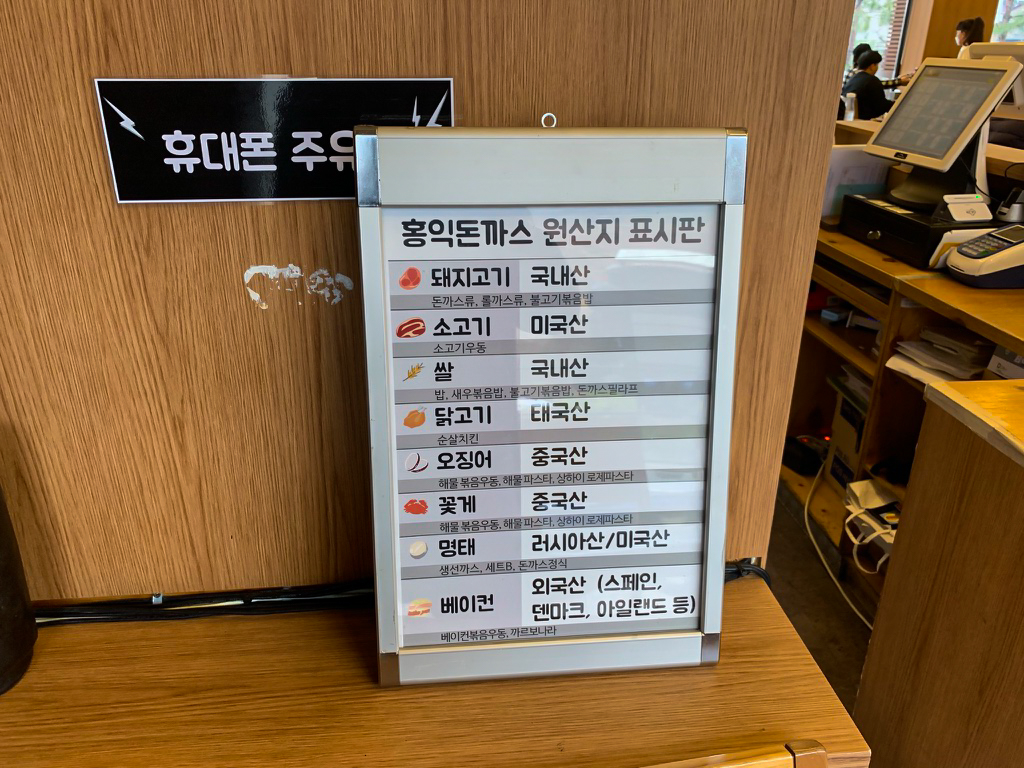 휴대폰 주유
홍익돈까스 원산지 표시판
돼지고기 국내산
돈까스류, 롤까스류, 불고기볶음밥
소고기 미국산
소고기우동
쌀 국내산
밥, 새우볶음밥, 불고기볶음밥, 돈까스필라프
닭고기 태국산
순살치킨
오징어 중국산
해물 볶음우동, 해물 파스타, 상하이 로제파스타
꽃게 중국산
해물 볶음우동, 해물 파스타, 상하이 로제파스타
명태 러시아산/미국산
생선까스, 세트B, 돈까스정식
베이컨 외국산 (스페인,
덴마크, 아일랜드 등)
베이컨볶음우동, 까르보나라